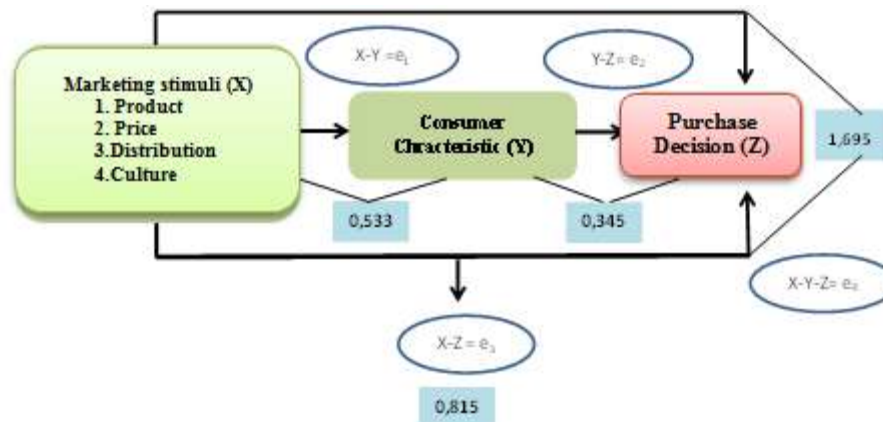 X-Y =e₁
Y-Z= e₂
Marketing stimuli (X)
1. Product
2. Price
3.Distribution
4.Culture
Consumer
Chracteristic (Y)
Purchase
Decision (Z)
1,695
0,533
0,345
X-Y-Z=
X-Z = e₃
0,815